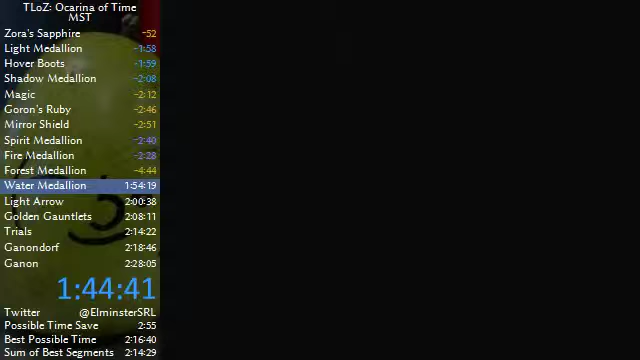 TLoZ: Ocarina of Time
MST
Zora's Sapphire -52
Light Medallion -1:58
Hover Boots -1:59
Shadow Medallion -2:08
Magic -2:12
Goron's Ruby -2:46
Mirror Shield -2:51
Spirit Medallion -2:40
Fire Medallion -2:28
Forest Medallion -4:44
Water Medallion 1:54:19
Light Arrow 2:00:38
Golden Gauntlets 2:08:11
Trials 2:14:22
Ganondorf 2:18:46
Ganon 2:28:05
1:44:41
Twitter @ElminsterSRL
Possible Time Save 2:55
Best Possible Time 2:16:40
Sum of Best Segments 2:14:29